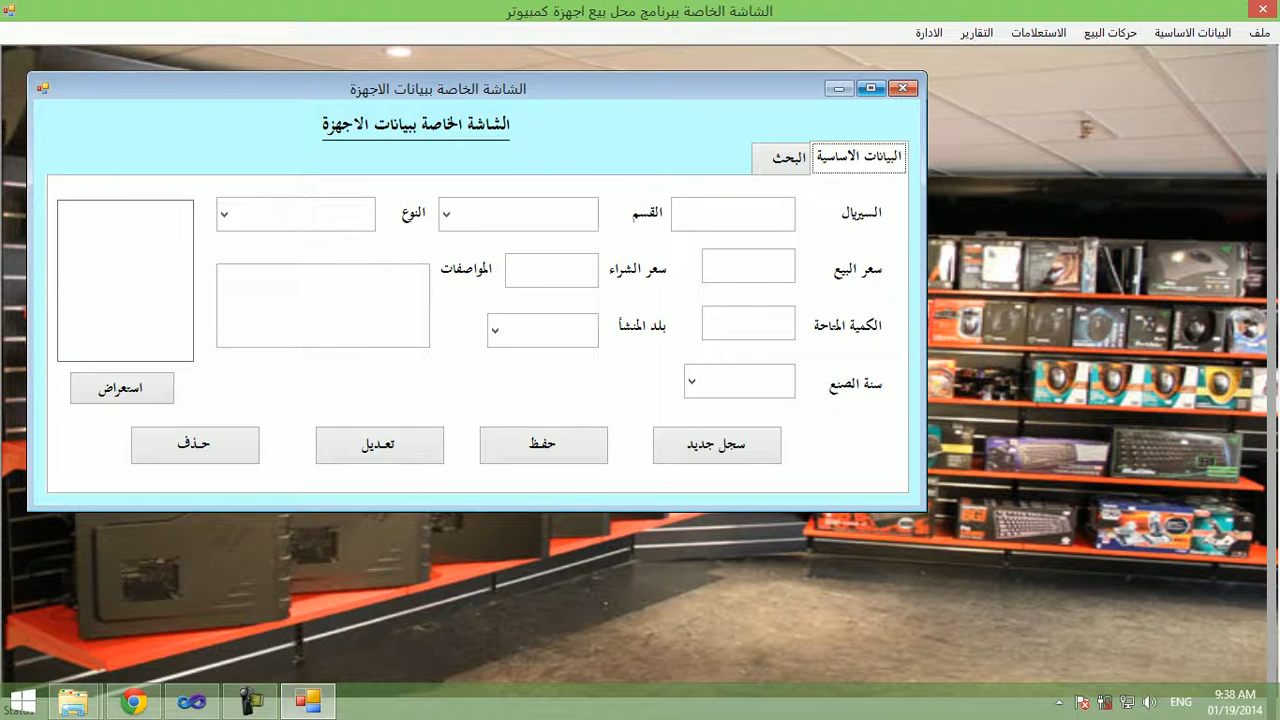 الشاشة الخاصة ببرنامج محل بيع اجهزة كمبيوتر
ملف البيانات الاساسية حركات البيع الاستعلامات التقارير الادارة
الشاشة الخاصة ببيانات الاجهزة
الشاشة الخاصة ببيانات الاجهزة
البيانات الاساسية البحث
السيريال القسم النوع
سعر البيع سعر الشراء المواصفات
الكمية المتاحة بلد المنشأ
سنة الصنع استعراض
سجل جديد حفظ تعديل حذف
ENG 9:38 AM
01/19/2014
Status